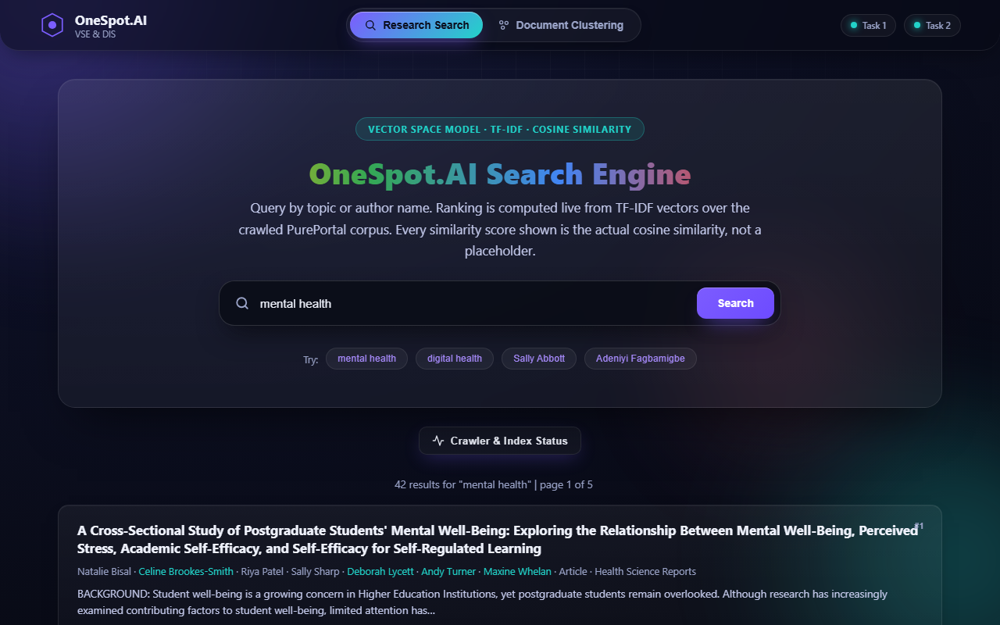 OneSpot.AI
VSE & DIS
Research Search
Document Clustering
Task 1
Task 2
VECTOR SPACE MODEL · TF-IDF · COSINE SIMILARITY
OneSpot.AI Search Engine
Query by topic or author name. Ranking is computed live from TF-IDF vectors over the
crawled PurePortal corpus. Every similarity score shown is the actual cosine similarity, not a
placeholder.
mental health
Search
Try:
mental health
digital health
Sally Abbott
Adeniyi Fagbamigbe
Crawler & Index Status
42 results for "mental health" | page 1 of 5
A Cross-Sectional Study of Postgraduate Students' Mental Well-Being: Exploring the Relationship Between Mental Well-Being, Perceived
#1
Stress, Academic Self-Efficacy, and Self-Efficacy for Self-Regulated Learning
Natalie Bisal · Celine Brookes-Smith · Riya Patel · Sally Sharp · Deborah Lycett · Andy Turner · Maxine Whelan · Article · Health Science Reports
BACKGROUND: Student well-being is a growing concern in Higher Education Institutions, yet postgraduate students remain overlooked. Although research has increasingly
examined contributing factors to student well-being, limited attention has...